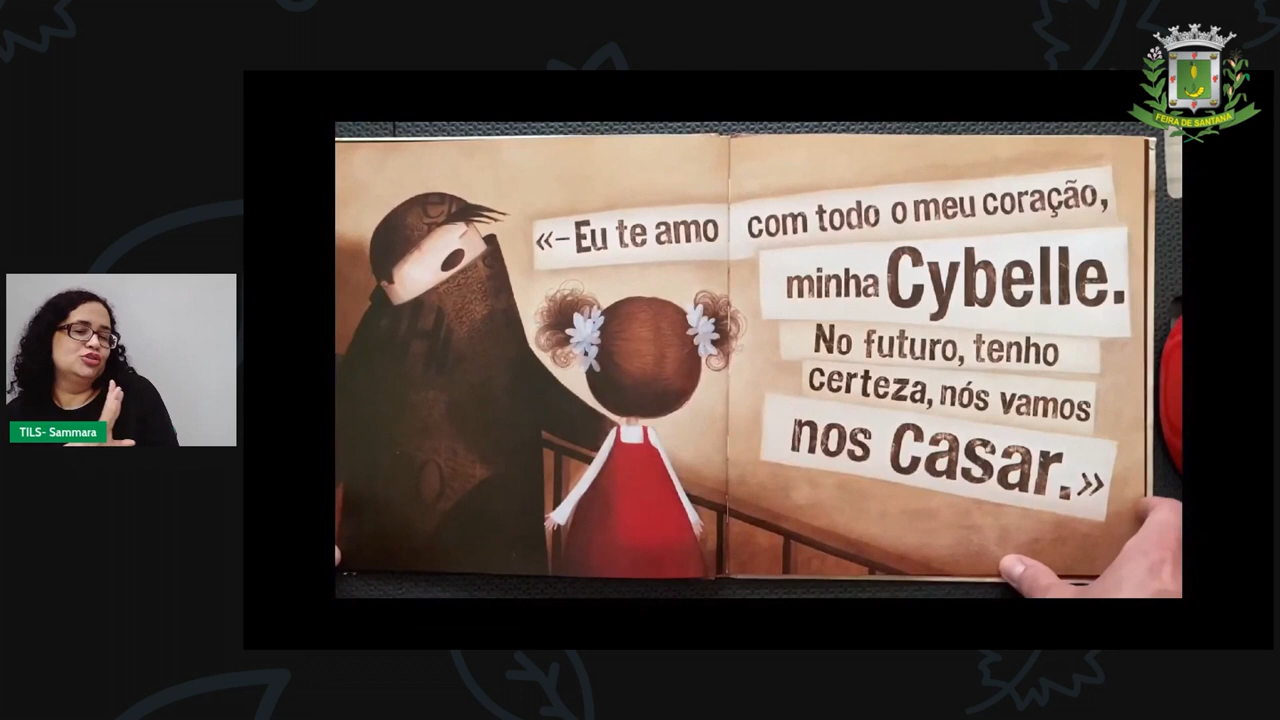 FEIRA DE SANTANA
«–Eu te amo com todo o meu coração,
minha Cybelle.
No futuro, tenho
certeza, nós vamos
nos Casar.»
TILS- Sammara